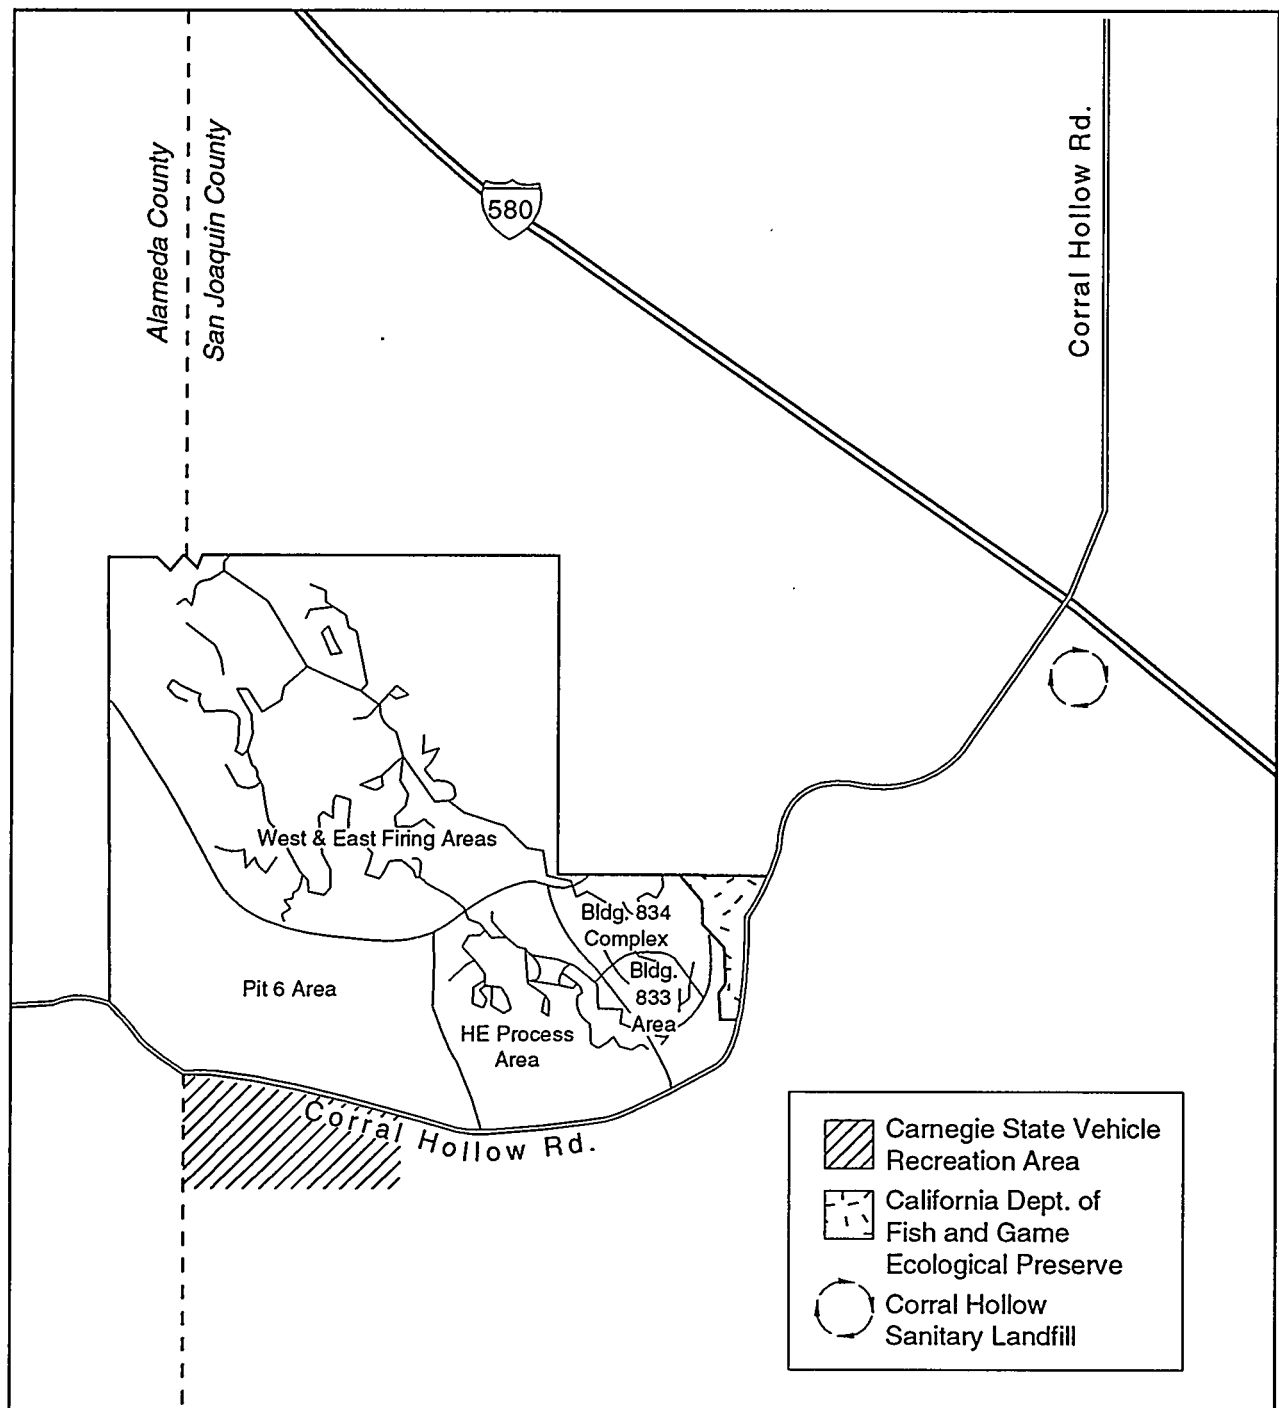 Alameda County
San Joaquin County
580
Corral Hollow Rd.
West & East Firing Areas
Bldg. 834
Complex
Bldg.
833
Area
Pit 6 Area
HE Process
Area
Corral Hollow Rd.
Carnegie State Vehicle
Recreation Area
California Dept. of
Fish and Game
Ecological Preserve
Corral Hollow
Sanitary Landfill